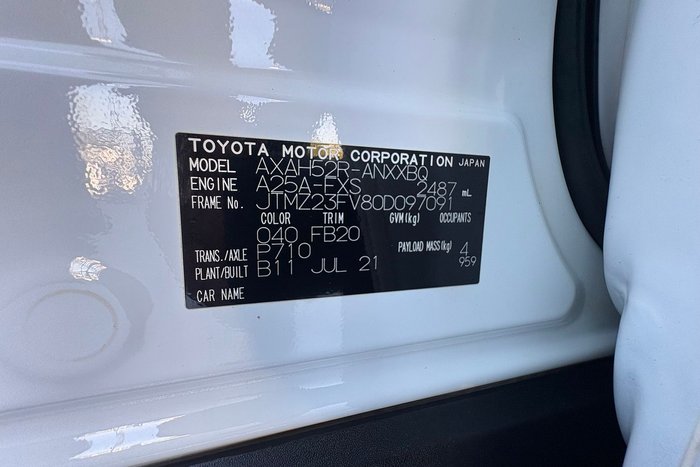 TOYOTA MOTOR CORPORATION JAPAN
MODEL AXAH52R-ANXXBQ
ENGINE A25A-FXS 2487 mL
FRAME No. JTMZ23FV80D097091
COLOR TRIM GVM(kg) OCCUPANTS
040 FB20 4
TRANS./AXLE P710 PAYLOAD MASS(kg) 959
PLANT/BUILT B11 JUL 21
CAR NAME